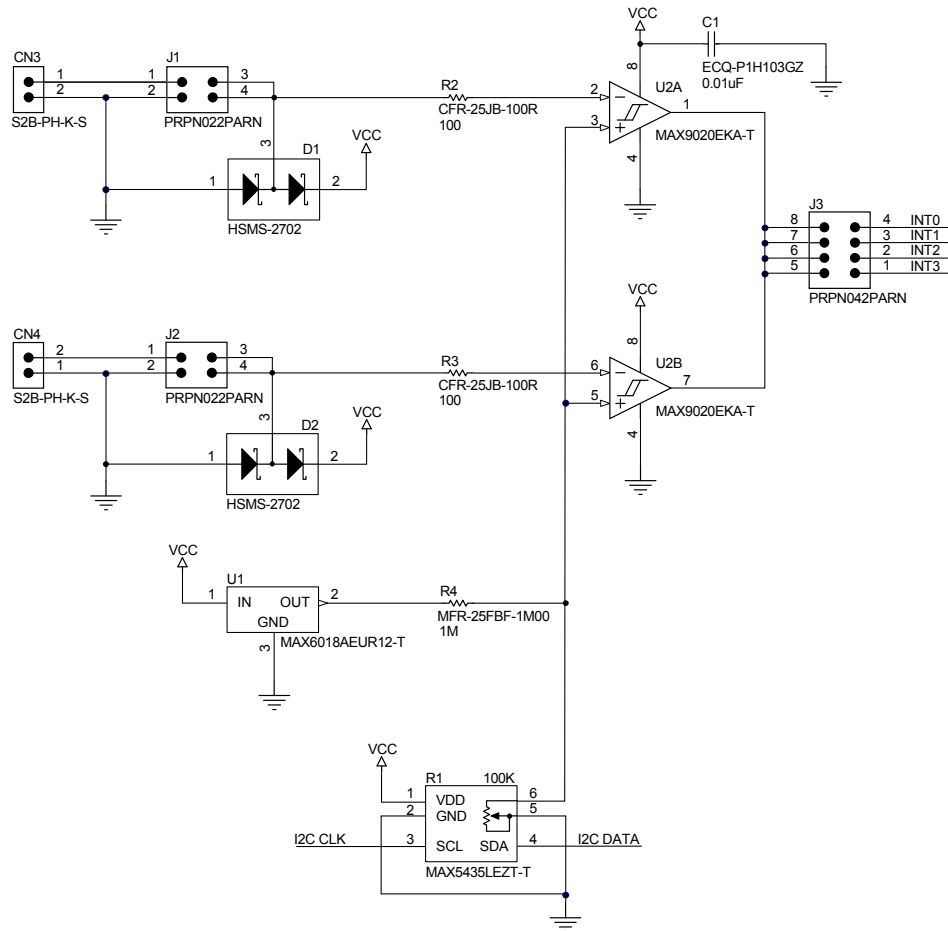 VCC
C1
CN3
J1
8
ECQ-P1H103GZ
0.01uF
1 1 3
2 2 4
R2
2
U2A
1
S2B-PH-K-S
PRPN022PARN
CFR-25JB-100R
100
3
MAX9020EKA-T
3
D1
VCC
4
1
2
J3
HSMS-2702
8 4 INT0
7 3 INT1
6 2 INT2
5 1 INT3
VCC
PRPN042PARN
CN4
J2
8
2 1 3
1 2 4
R3
6
U2B
7
S2B-PH-K-S
PRPN022PARN
CFR-25JB-100R
100
5
MAX9020EKA-T
3
D2
VCC
4
1
2
HSMS-2702
VCC
U1
R4
1
IN
OUT
2
GND
MFR-25FBF-1M00
1M
3
MAX6018AEUR12-T
VCC
R1
100K
1
VDD
6
2
GND
5
I2C CLK
3
SCL
SDA
4
I2C DATA
MAX5435LEZT-T